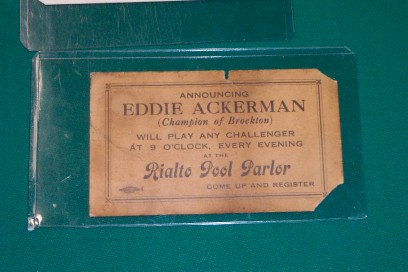 ANNOUNCING
EDDIE ACKERMAN
(Champion of Brockton)
WILL PLAY ANY CHALLENGER
AT 9 O'CLOCK, EVERY EVENING
AT THE
Rialto Pool Parlor
COME UP AND REGISTER